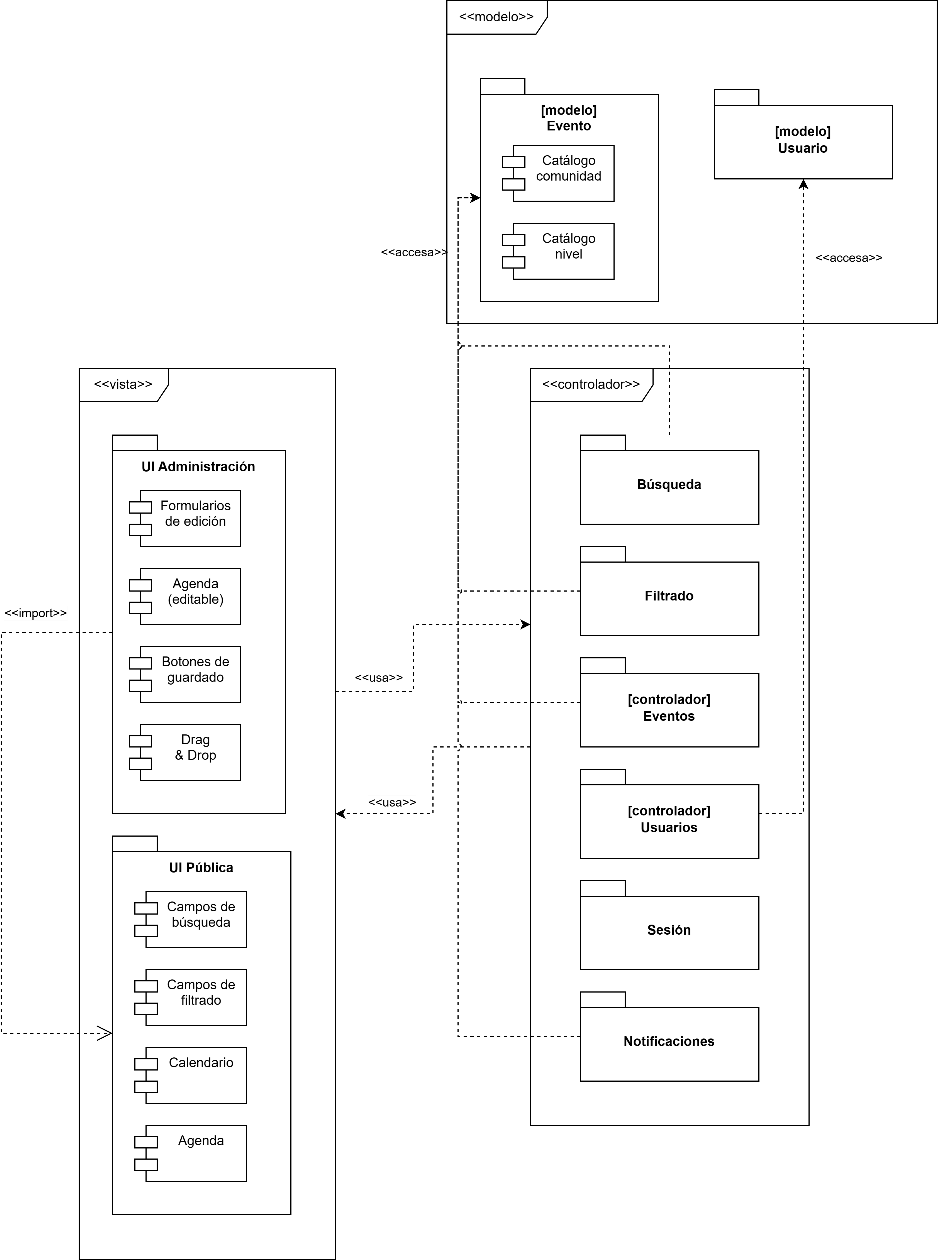 <<modelo>>
[modelo]
Evento
Catálogo
comunidad
Catálogo
nivel
[modelo]
Usuario
<<accesa>>
<<accesa>>
<<vista>>
UI Administración
Formularios
de edición
Agenda
(editable)
Botones de
guardado
Drag
& Drop
<<import>>
UI Pública
Campos de
búsqueda
Campos de
filtrado
Calendario
Agenda
<<usa>>
<<usa>>
<<controlador>>
Búsqueda
Filtrado
[controlador]
Eventos
[controlador]
Usuarios
Sesión
Notificaciones